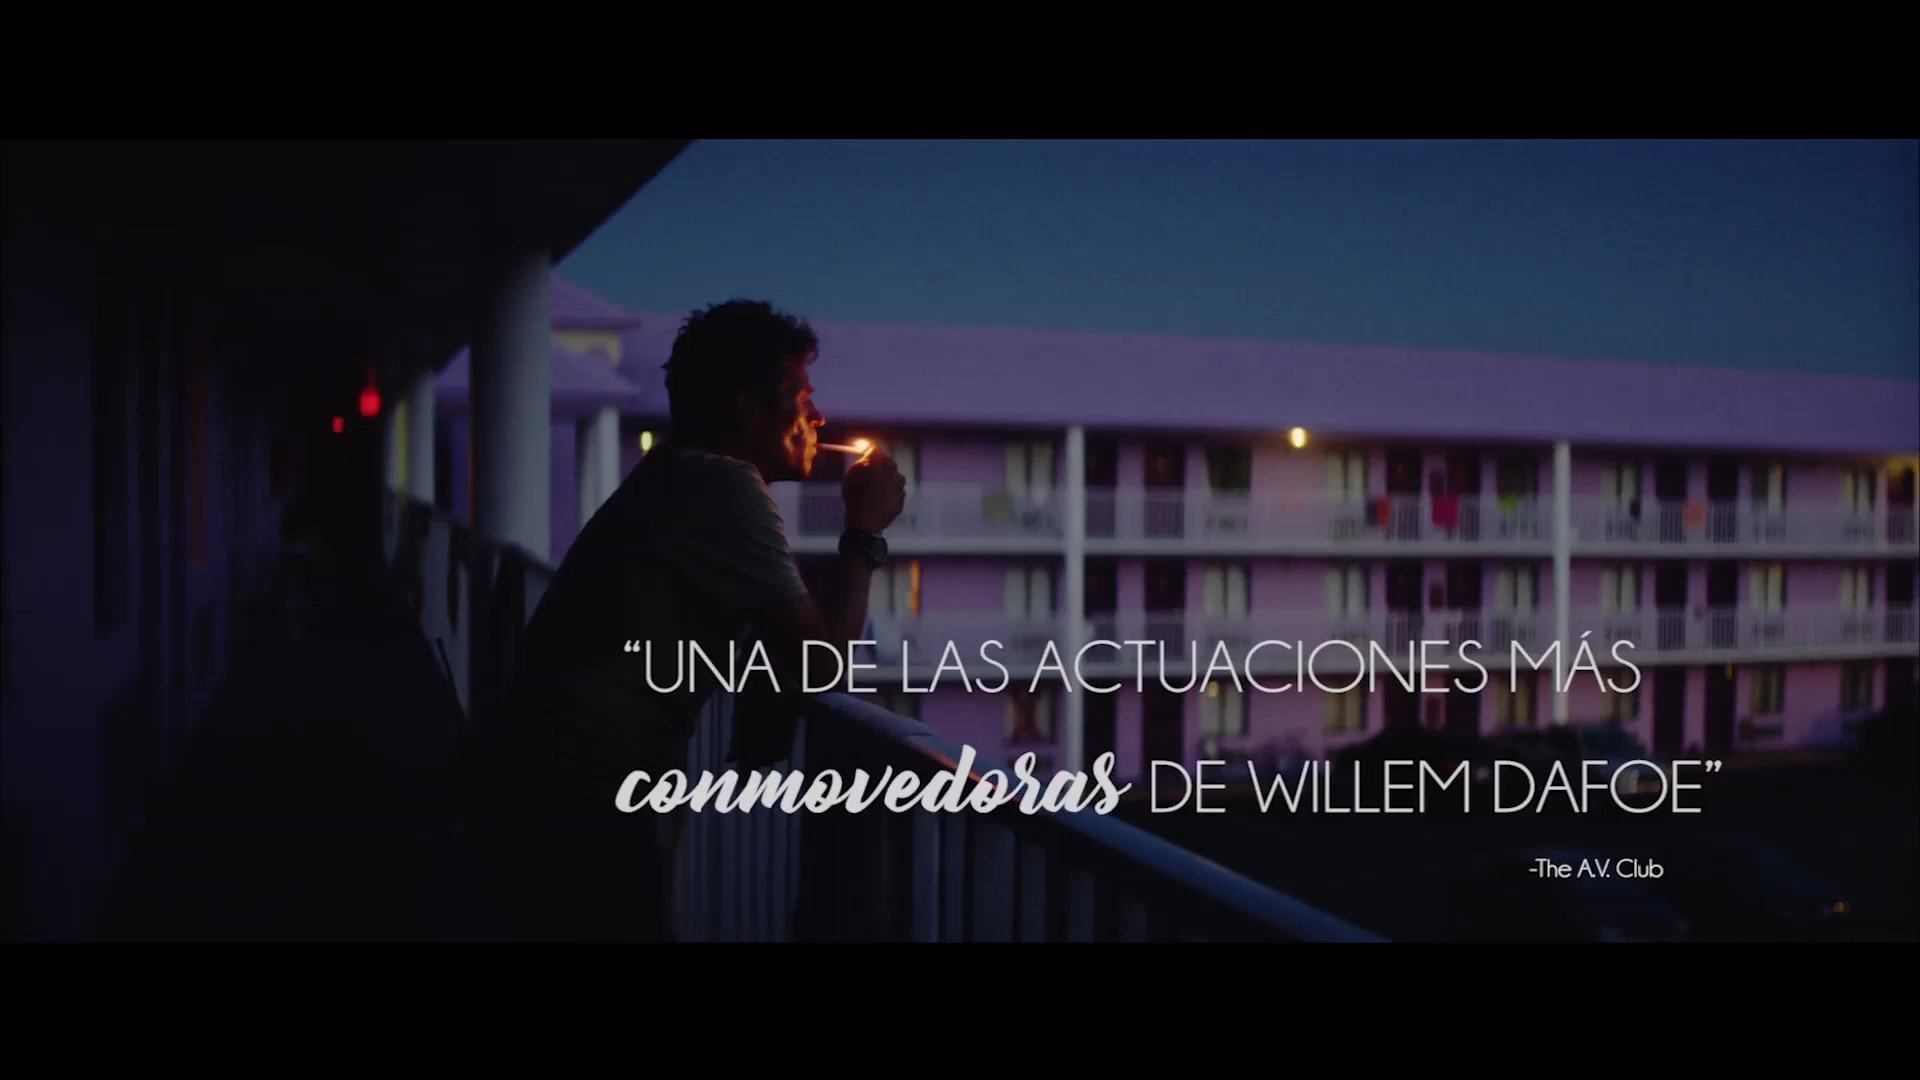 “UNA DE LAS ACTUACIONES MÁS
conmovedoras DE WILLEM DAFOE”
-The A.V. Club